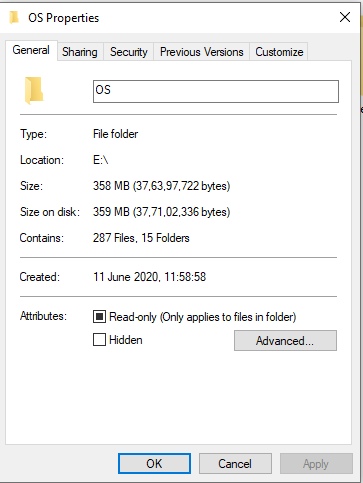 OS Properties
General Sharing Security Previous Versions Customize
OS
Type: File folder
Location: E:\
Size: 358 MB (37,63,97,722 bytes)
Size on disk: 359 MB (37,71,02,336 bytes)
Contains: 287 Files, 15 Folders
Created: 11 June 2020, 11:58:58
Attributes: Read-only (Only applies to files in folder)
Hidden Advanced...
OK Cancel Apply